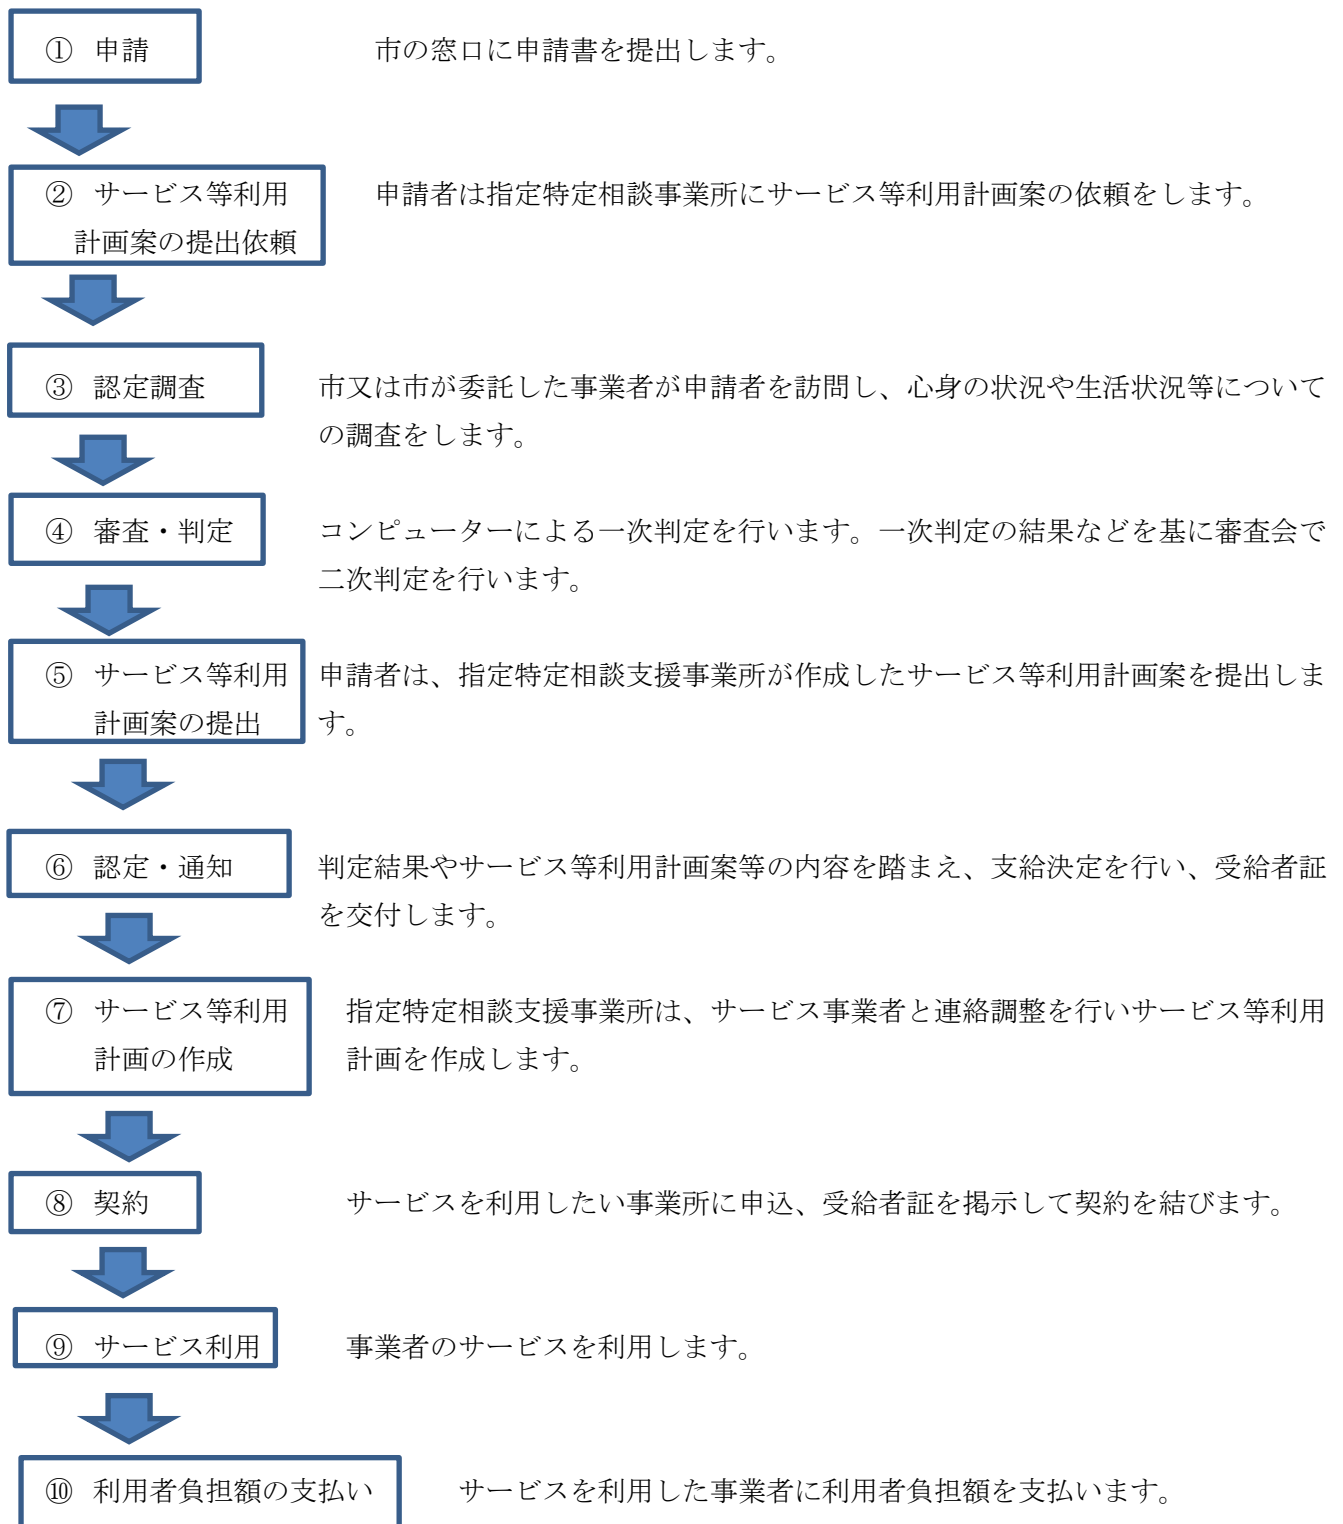 ① 申請
市の窓口に申請書を提出します。
② サービス等利用
計画案の提出依頼
申請者は指定特定相談事業所にサービス等利用計画案の依頼をします。
③ 認定調査
市又は市が委託した事業者が申請者を訪問し、心身の状況や生活状況等について
の調査をします。
④ 審査・判定
コンピューターによる一次判定を行います。一次判定の結果などを基に審査会で
二次判定を行います。
⑤ サービス等利用
計画案の提出
申請者は、指定特定相談支援事業所が作成したサービス等利用計画案を提出しま
す。
⑥ 認定・通知
判定結果やサービス等利用計画案等の内容を踏まえ、支給決定を行い、受給者証
を交付します。
⑦ サービス等利用
計画の作成
指定特定相談支援事業所は、サービス事業者と連絡調整を行いサービス等利用
計画を作成します。
⑧ 契約
サービスを利用したい事業所に申込、受給者証を掲示して契約を結びます。
⑨ サービス利用
事業者のサービスを利用します。
⑩ 利用者負担額の支払い
サービスを利用した事業者に利用者負担額を支払います。